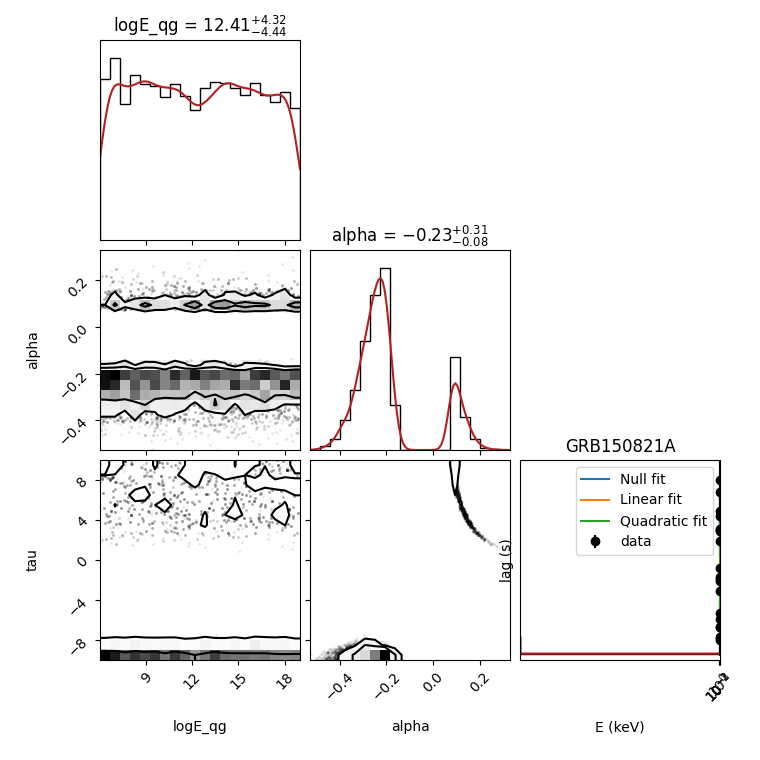 logE_qg = 12.41+4.32−4.44
alpha = −0.23+0.31−0.08
alpha
0.2
0.0
−0.2
−0.4
GRB150821A
Null fit
Linear fit
Quadratic fit
data
lag (s)
tau
8
4
0
−4
−8
9
12
15
18
logE_qg
−0.4
−0.2
0.0
0.2
alpha
E (keV)